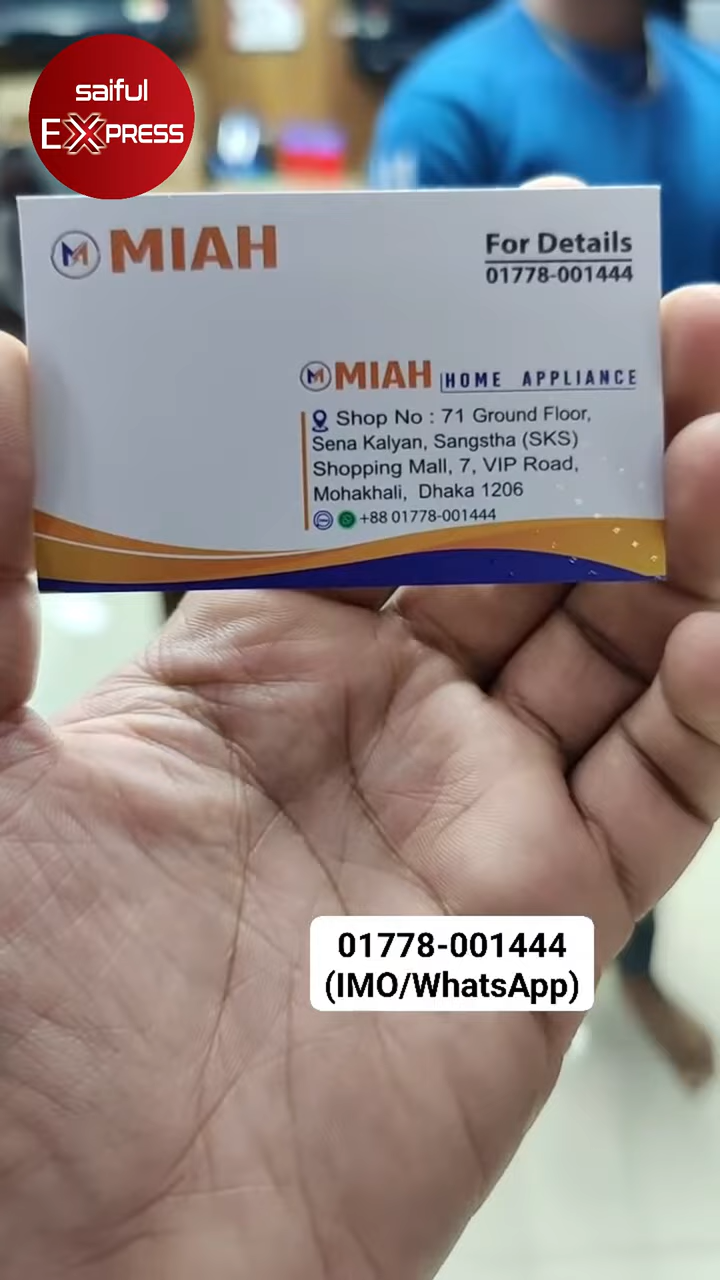 saiful
EXPRESS
MIAH
For Details
01778-001444
MIAH HOME APPLIANCE
Shop No : 71 Ground Floor,
Sena Kalyan, Sangstha (SKS)
Shopping Mall, 7, VIP Road,
Mohakhali, Dhaka 1206
+88 01778-001444
01778-001444
(IMO/WhatsApp)